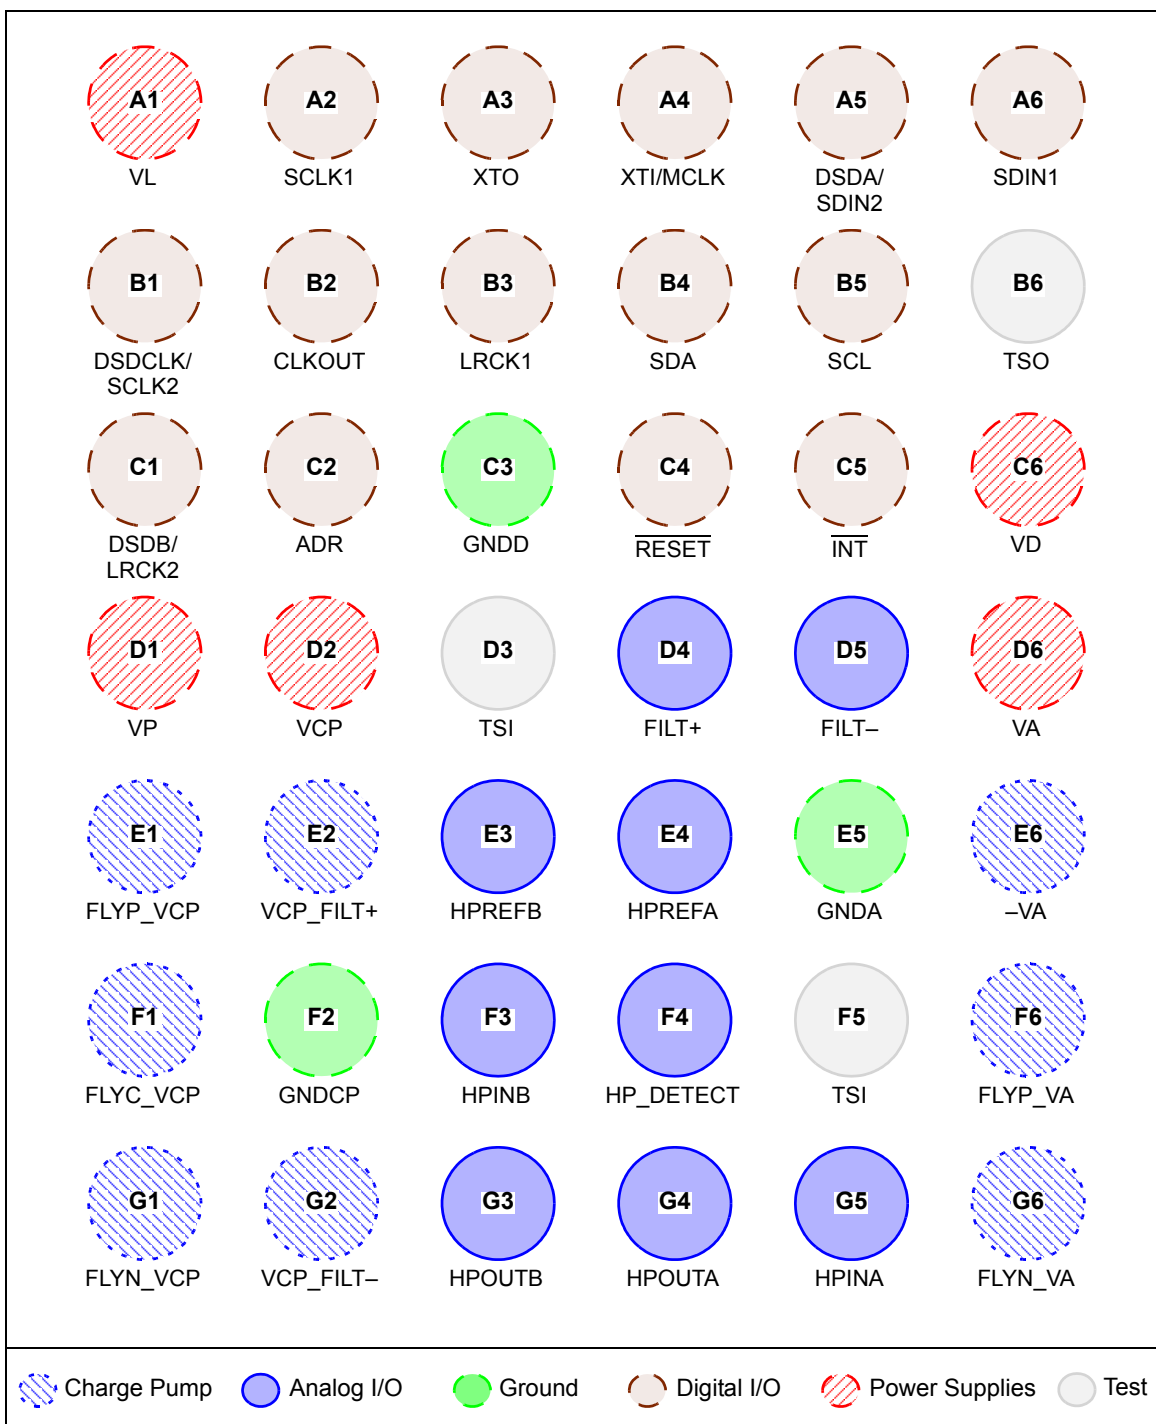 A1 A2 A3 A4 A5 A6
VL SCLK1 XTO XTI/MCLK DSDA/ SDIN1
SDIN2
B1 B2 B3 B4 B5 B6
DSDCLK/ CLKOUT LRCK1 SDA SCL TSO
SCLK2
C1 C2 C3 C4 C5 C6
DSDB/ ADR GNDD RESET INT VD
LRCK2
D1 D2 D3 D4 D5 D6
VP VCP TSI FILT+ FILT– VA
E1 E2 E3 E4 E5 E6
FLYP_VCP VCP_FILT+ HPREFB HPREFA GNDA –VA
F1 F2 F3 F4 F5 F6
FLYC_VCP GNDCP HPINB HP_DETECT TSI FLYP_VA
G1 G2 G3 G4 G5 G6
FLYN_VCP VCP_FILT– HPOUTB HPOUTA HPINA FLYN_VA
Charge Pump Analog I/O Ground Digital I/O Power Supplies Test